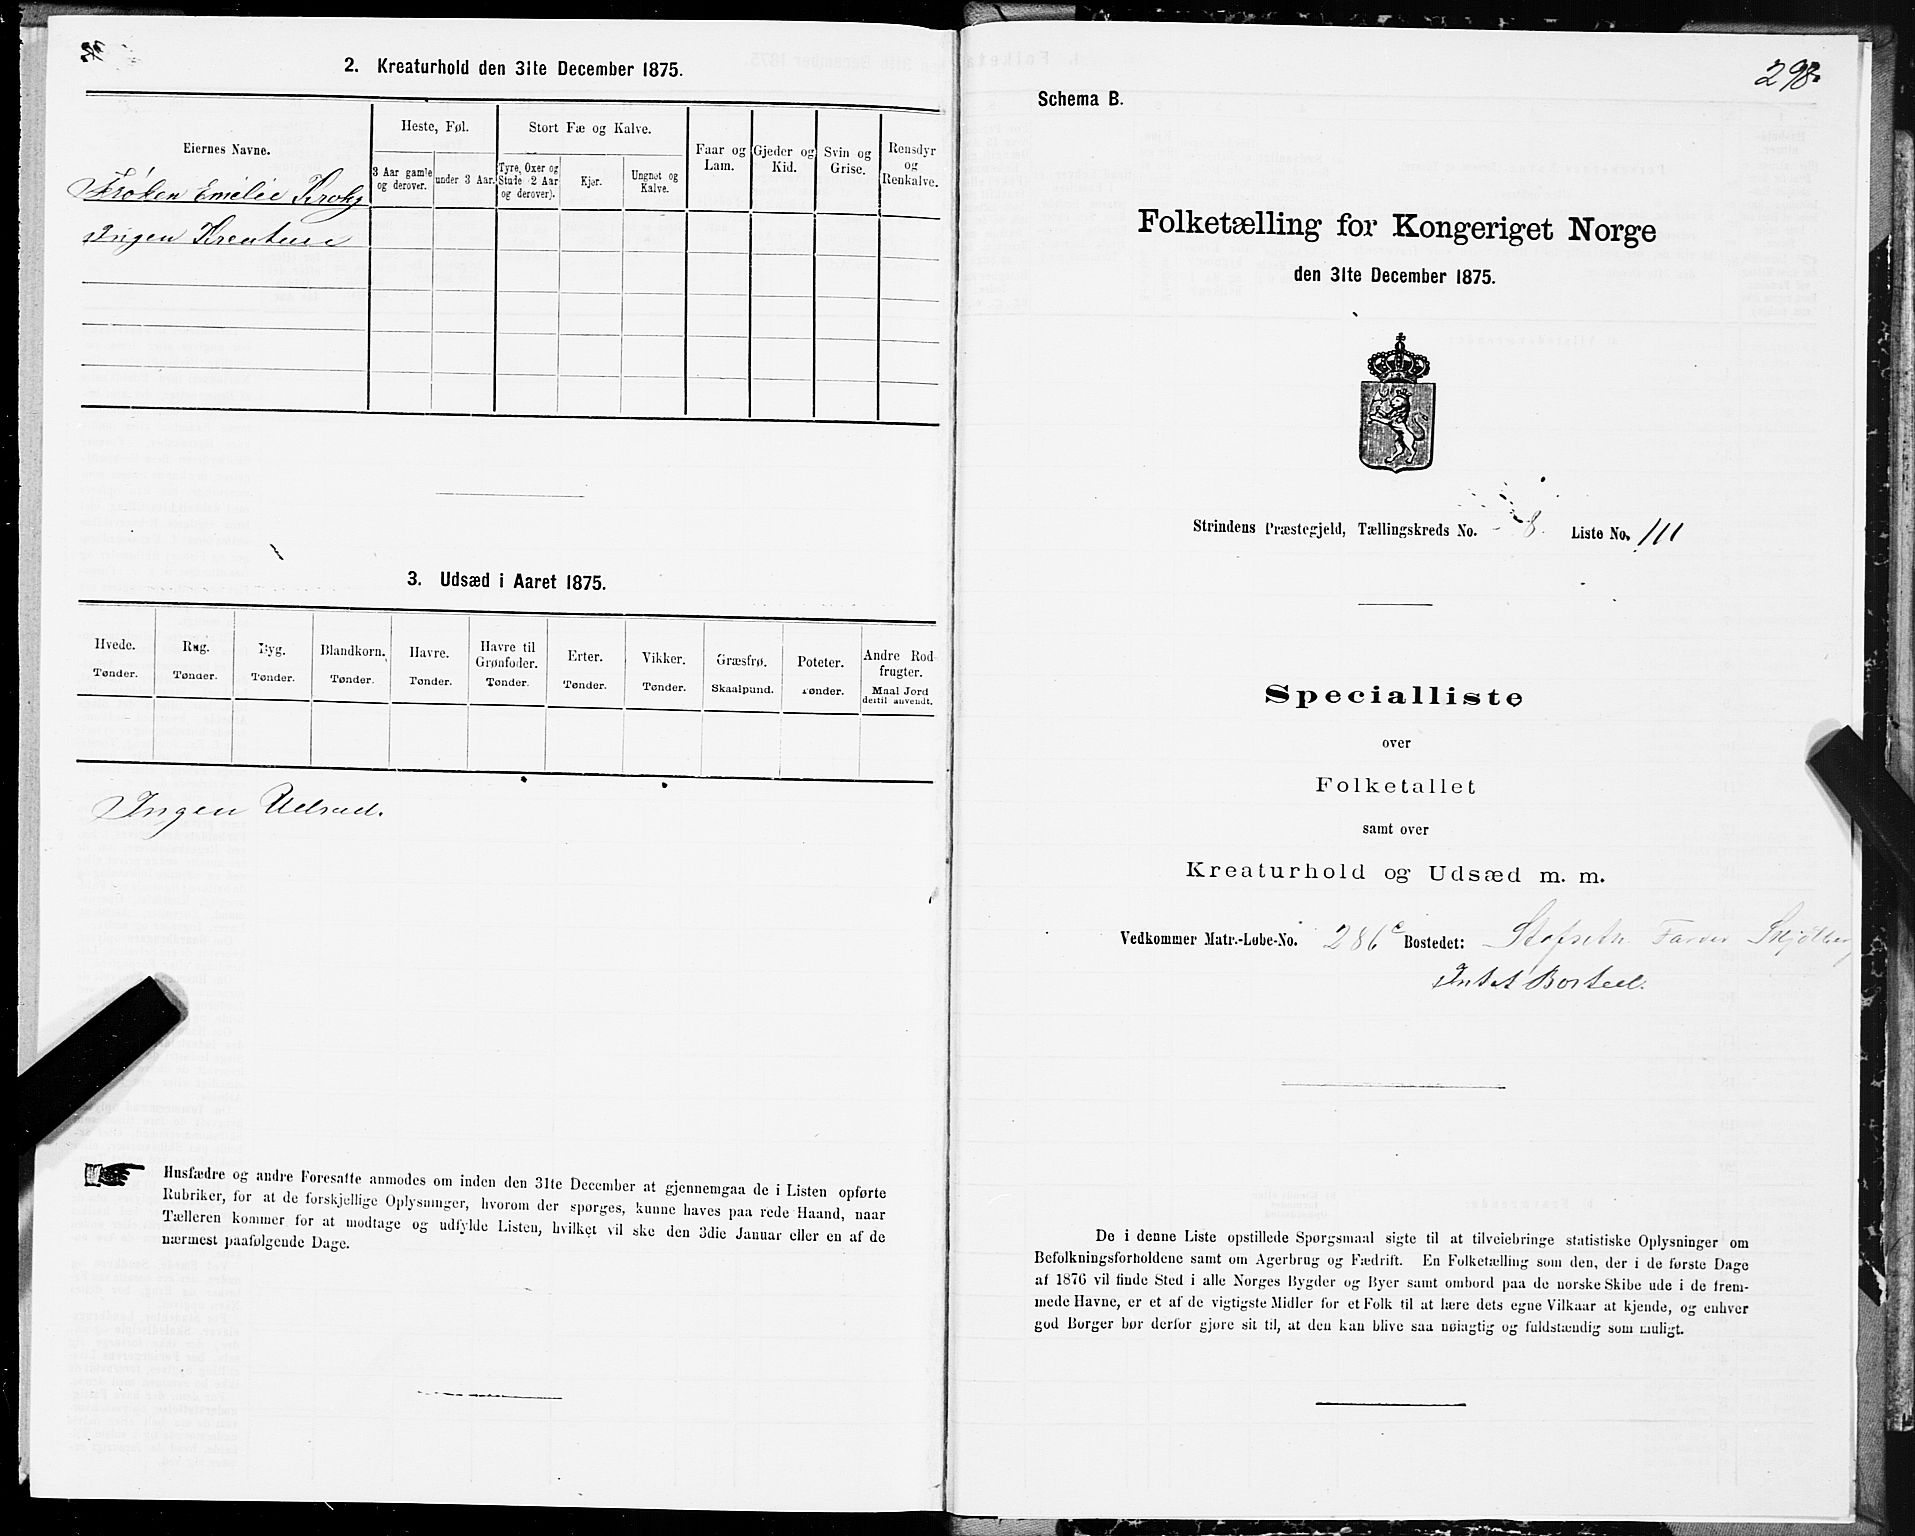 2. Kreaturhold den 31te December 1875.
Eiernes Navne.
Heste, Føl.
Stort Fæ og Kalve.
Faar og Lam.
Gjeder og Kid.
Svin og Grise.
Rensdyr og Renkalve.
3 Aar gamle og derover.
under 3 Aar.
Tyre, Oxer og Stude (2 Aar og derover).
Kjør.
Ungnøt og Kalve.
Frøken Emilie
Ingen Kreature
3. Udsæd i Aaret 1875.
Hvede. Tønder.
Rug. Tønder.
Byg. Tønder.
Blandkorn. Tønder.
Havre. Tønder.
Havre til Grønfoder. Tønder.
Erter. Tønder.
Vikker. Tønder.
Græsfrø. Skaalpund.
Poteter. Tønder.
Andre Rodfrugter. Maal Jord dertil anvendt.
Ingen Udsæd.
Husfædre og andre Foresatte anmodes om inden den 31te December at gjennemgaa de i Listen opførte
Rubriker, for at de forskjellige Oplysninger, hvorom der spørges, kunne haves paa rede Haand, naar
Tælleren kommer for at modtage og udfylde Listen, hvilket vil ske den 3die Januar eller en af de
nærmest paafølgende Dage.
298.
Schema B.
Folketælling for Kongeriget Norge
den 31te December 1875.
Strindens Præstegjeld, Tællingskreds No. 8. Liste No. 111
Specialliste
over
Folketallet
samt over
Kreaturhold og Udsæd m. m.
Vedkommer Matr.-Løbe-No. 286c Bostedet:
Intet Bosted.
De i denne Liste opstillede Spørgsmaal sigte til at tilveiebringe statistiske Oplysninger om
Befolkningsforholdene samt om Agerbrug og Fædrift. En Folketælling som den, der i de første Dage
af 1876 vil finde Sted i alle Norges Bygder og Byer samt ombord paa de norske Skibe ude i de frem-
mede Havne, er et af de vigtigste Midler for et Folk til at lære dets egne Vilkaar at kjende, og enhver
god Borger bør derfor gjøre sit til, at den kan blive saa nøiagtig og fuldstændig som muligt.